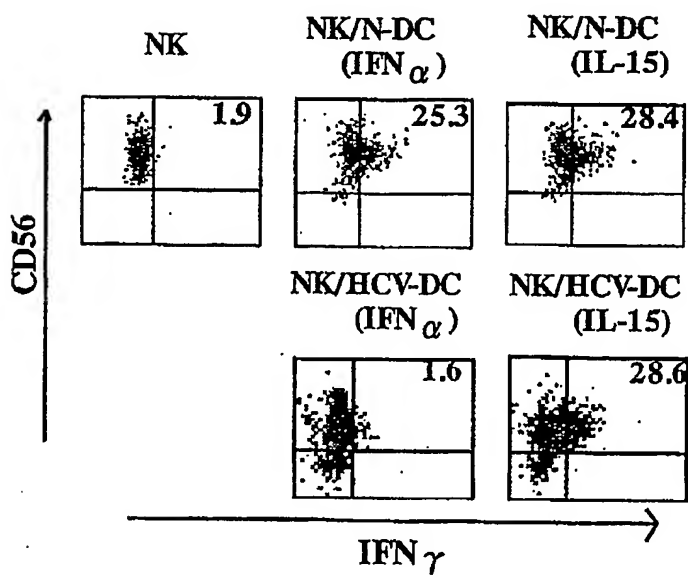 NK
NK/N-DC
(IFNα)
NK/N-DC
(IL-15)
1.9
25.3
28.4
CD56
NK/HCV-DC
(IFNα)
NK/HCV-DC
(IL-15)
1.6
28.6
IFNγ